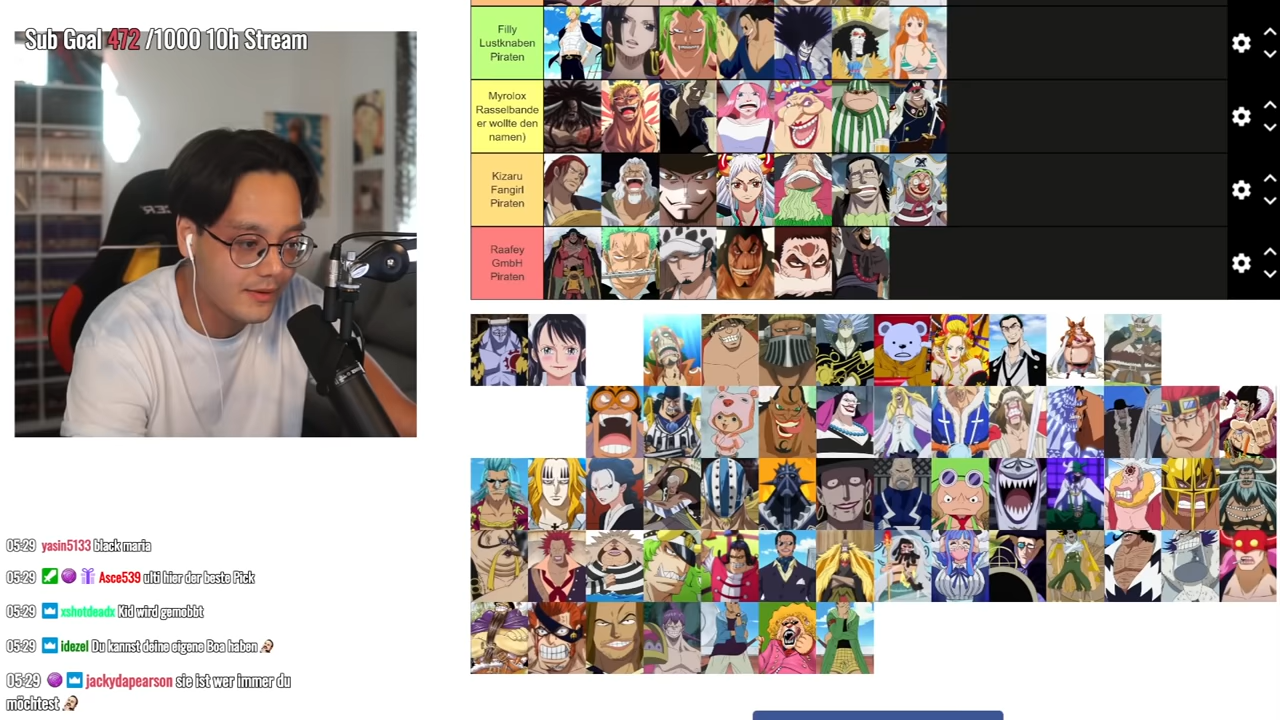 Sub Goal 472 /1000 10h Stream
Filly
Lustknaben
Piraten
Myrolox
Rasselbande
er wollte den
namen)
Kizaru
Fangirl
Piraten
Raafey
GmbH
Piraten
05:29 yasin5133 black maria
05:29 Asce539 ulti hier der beste Pick
05:29 xshotdeadx Kid wird gemobbt
05:29 idezel Du kannst deine eigene Boa haben
05:29 jackydapearson sie ist wer immer du
möchtest